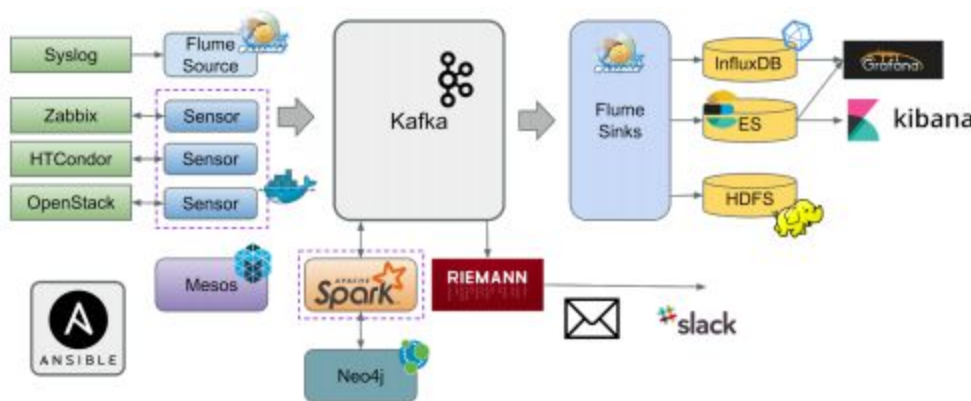 Syslog
Flume
Source
Zabbix
Sensor
HTCondor
Sensor
OpenStack
Sensor
Kafka
Flume
Sinks
InfluxDB
Grafana
ES
kibana
HDFS
Mesos
APACHE
Spark
RIEMANN
slack
Neo4j
ANSIBLE